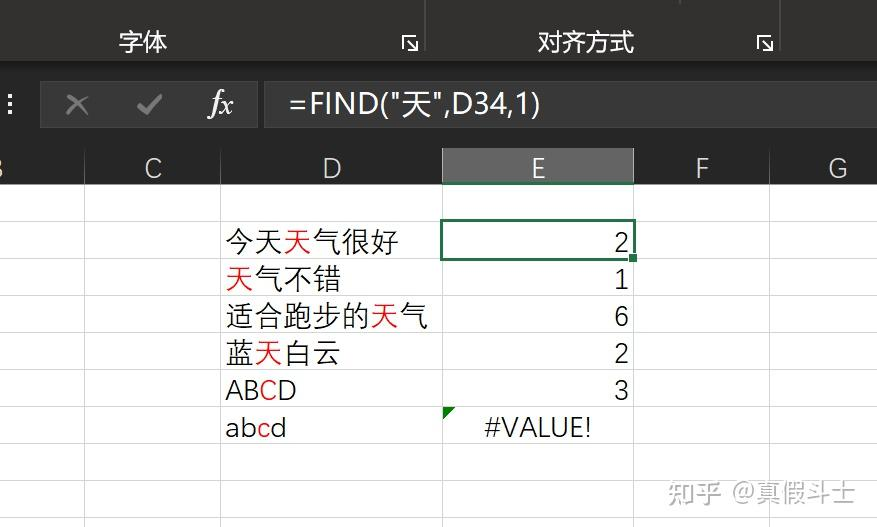 字体 对齐方式
fx =FIND("天",D34,1)
C D E F G
今天天气很好 2
天气不错 1
适合跑步的天气 6
蓝天白云 2
ABCD 3
abcd #VALUE!
知乎 @真假斗士